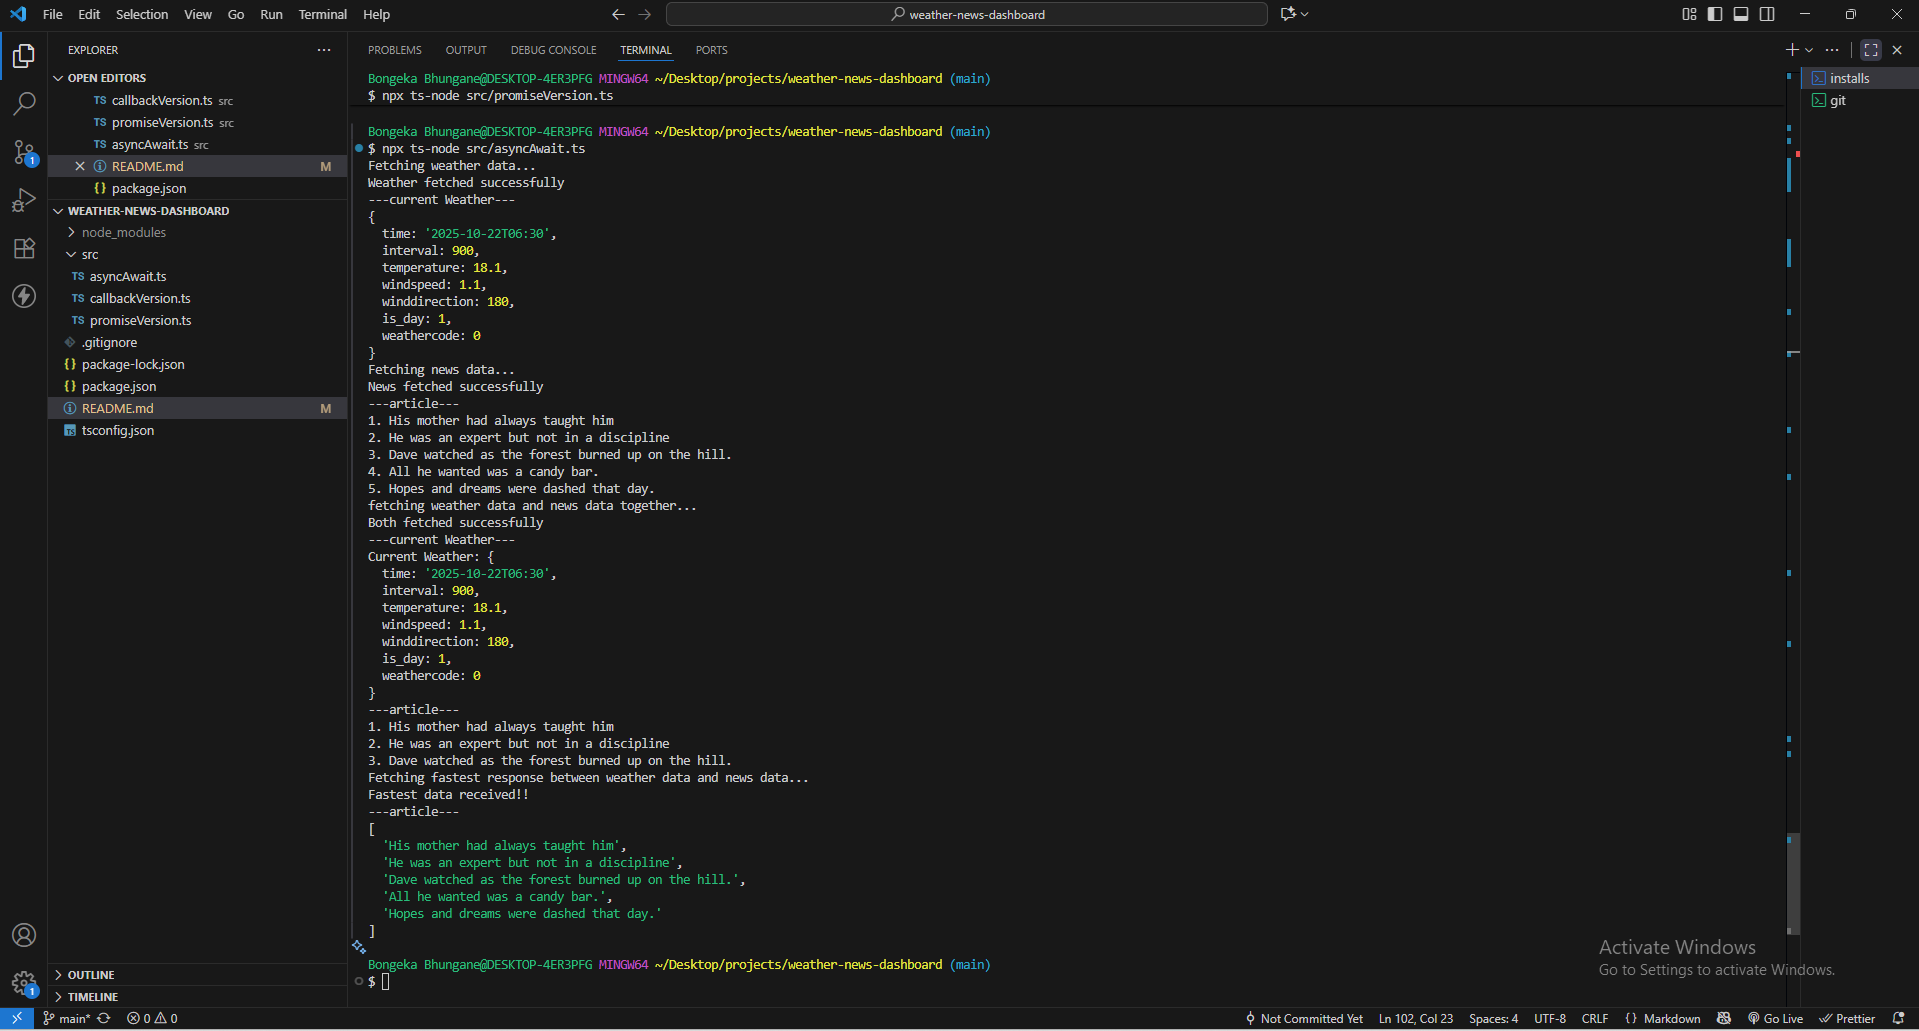 File Edit Selection View Go Run Terminal Help
weather-news-dashboard
EXPLORER
OPEN EDITORS
TS callbackVersion.ts src
TS promiseVersion.ts src
TS asyncAwait.ts src
README.md M
{} package.json
WEATHER-NEWS-DASHBOARD
node_modules
src
TS asyncAwait.ts
TS callbackVersion.ts
TS promiseVersion.ts
.gitignore
{} package-lock.json
{} package.json
README.md M
TS tsconfig.json
OUTLINE
TIMELINE
PROBLEMS OUTPUT DEBUG CONSOLE TERMINAL PORTS
Bongeka Bhungane@DESKTOP-4ER3PFG MINGW64 ~/Desktop/projects/weather-news-dashboard (main)
$ npx ts-node src/promiseVersion.ts
Bongeka Bhungane@DESKTOP-4ER3PFG MINGW64 ~/Desktop/projects/weather-news-dashboard (main)
$ npx ts-node src/asyncAwait.ts
Fetching weather data...
Weather fetched successfully
---current Weather---
{
time: '2025-10-22T06:30',
interval: 900,
temperature: 18.1,
windspeed: 1.1,
winddirection: 180,
is_day: 1,
weathercode: 0
}
Fetching news data...
News fetched successfully
---article---
1. His mother had always taught him
2. He was an expert but not in a discipline
3. Dave watched as the forest burned up on the hill.
4. All he wanted was a candy bar.
5. Hopes and dreams were dashed that day.
fetching weather data and news data together...
Both fetched successfully
---current Weather---
Current Weather: {
time: '2025-10-22T06:30',
interval: 900,
temperature: 18.1,
windspeed: 1.1,
winddirection: 180,
is_day: 1,
weathercode: 0
}
---article---
1. His mother had always taught him
2. He was an expert but not in a discipline
3. Dave watched as the forest burned up on the hill.
Fetching fastest response between weather data and news data...
Fastest data received!!
---article---
[
'His mother had always taught him',
'He was an expert but not in a discipline',
'Dave watched as the forest burned up on the hill.',
'All he wanted was a candy bar.',
'Hopes and dreams were dashed that day.'
]
Bongeka Bhungane@DESKTOP-4ER3PFG MINGW64 ~/Desktop/projects/weather-news-dashboard (main)
$
installs
git
1
1
Activate Windows
Go to Settings to activate Windows.
main* 0 0 Not Committed Yet Ln 102, Col 23 Spaces: 4 UTF-8 CRLF {} Markdown Go Live Prettier